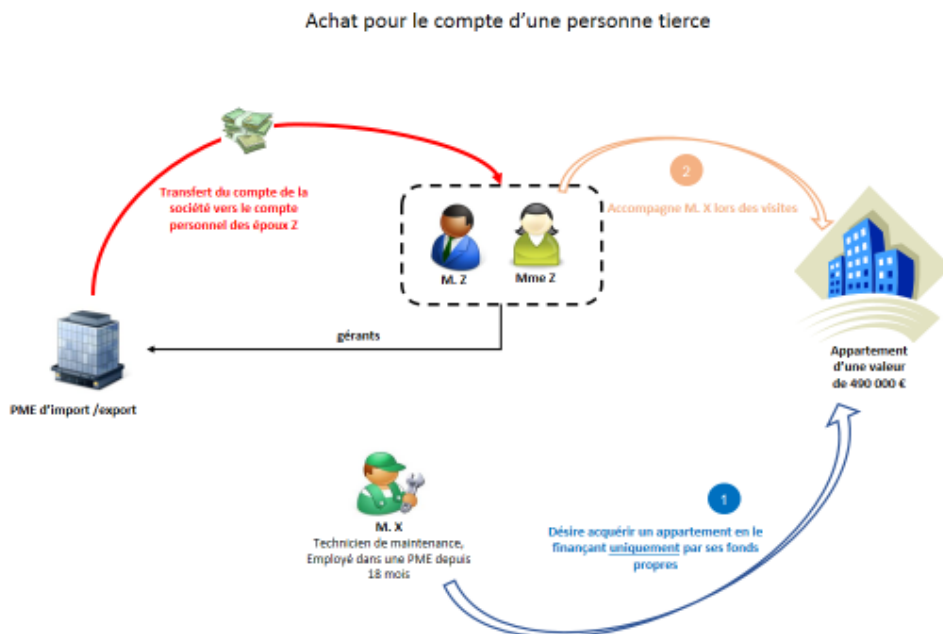 Achat pour le compte d'une personne tierce
Transfert du compte de la
société vers le compte
personnel des époux Z
2
Accompagne M. X lors des visites
M. Z
Mme Z
gérants
PME d'import /export
Appartement
d'une valeur
de 490 000 €
1
Désire acquérir un appartement en le
finançant uniquement par ses fonds
propres
M. X
Technicien de maintenance,
Employé dans une PME depuis
18 mois